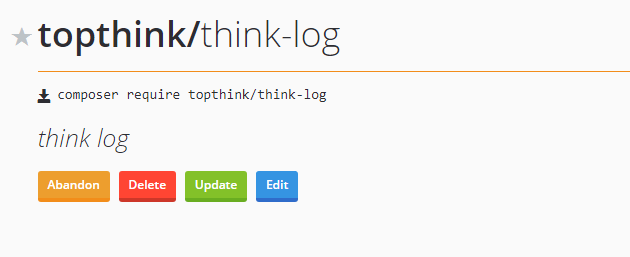 topthink/think-log
composer require topthink/think-log
think log
Abandon Delete Update Edit